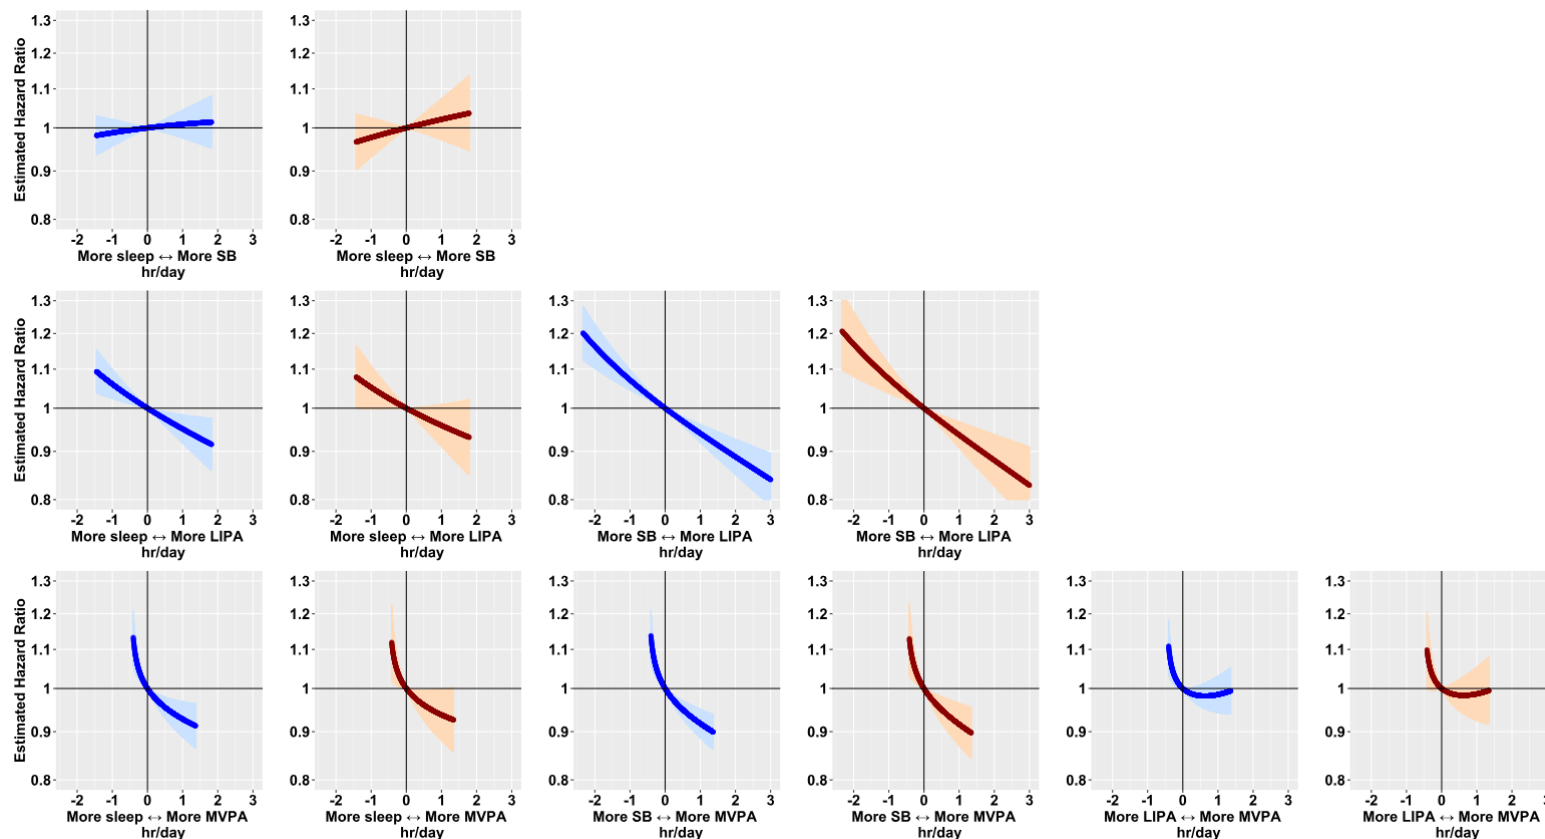 1.3
1.2
1.1
1
0.9
0.8
Estimated Hazard Ratio
-2 -1 0 1 2 3
More sleep ↔ More SB
hr/day
1.3
1.2
1.1
1
0.9
0.8
-2 -1 0 1 2 3
More sleep ↔ More SB
hr/day
1.3
1.2
1.1
1
0.9
0.8
Estimated Hazard Ratio
-2 -1 0 1 2 3
More sleep ↔ More LIPA
hr/day
1.3
1.2
1.1
1
0.9
0.8
-2 -1 0 1 2 3
More sleep ↔ More LIPA
hr/day
1.3
1.2
1.1
1
0.9
0.8
-2 -1 0 1 2 3
More SB ↔ More LIPA
hr/day
1.3
1.2
1.1
1
0.9
0.8
-2 -1 0 1 2 3
More SB ↔ More LIPA
hr/day
1.3
1.2
1.1
1
0.9
0.8
Estimated Hazard Ratio
-2 -1 0 1 2 3
More sleep ↔ More MVPA
hr/day
1.3
1.2
1.1
1
0.9
0.8
-2 -1 0 1 2 3
More sleep ↔ More MVPA
hr/day
1.3
1.2
1.1
1
0.9
0.8
-2 -1 0 1 2 3
More SB ↔ More MVPA
hr/day
1.3
1.2
1.1
1
0.9
0.8
-2 -1 0 1 2 3
More SB ↔ More MVPA
hr/day
1.3
1.2
1.1
1
0.9
0.8
-2 -1 0 1 2 3
More LIPA ↔ More MVPA
hr/day
1.3
1.2
1.1
1
0.9
0.8
-2 -1 0 1 2 3
More LIPA ↔ More MVPA
hr/day